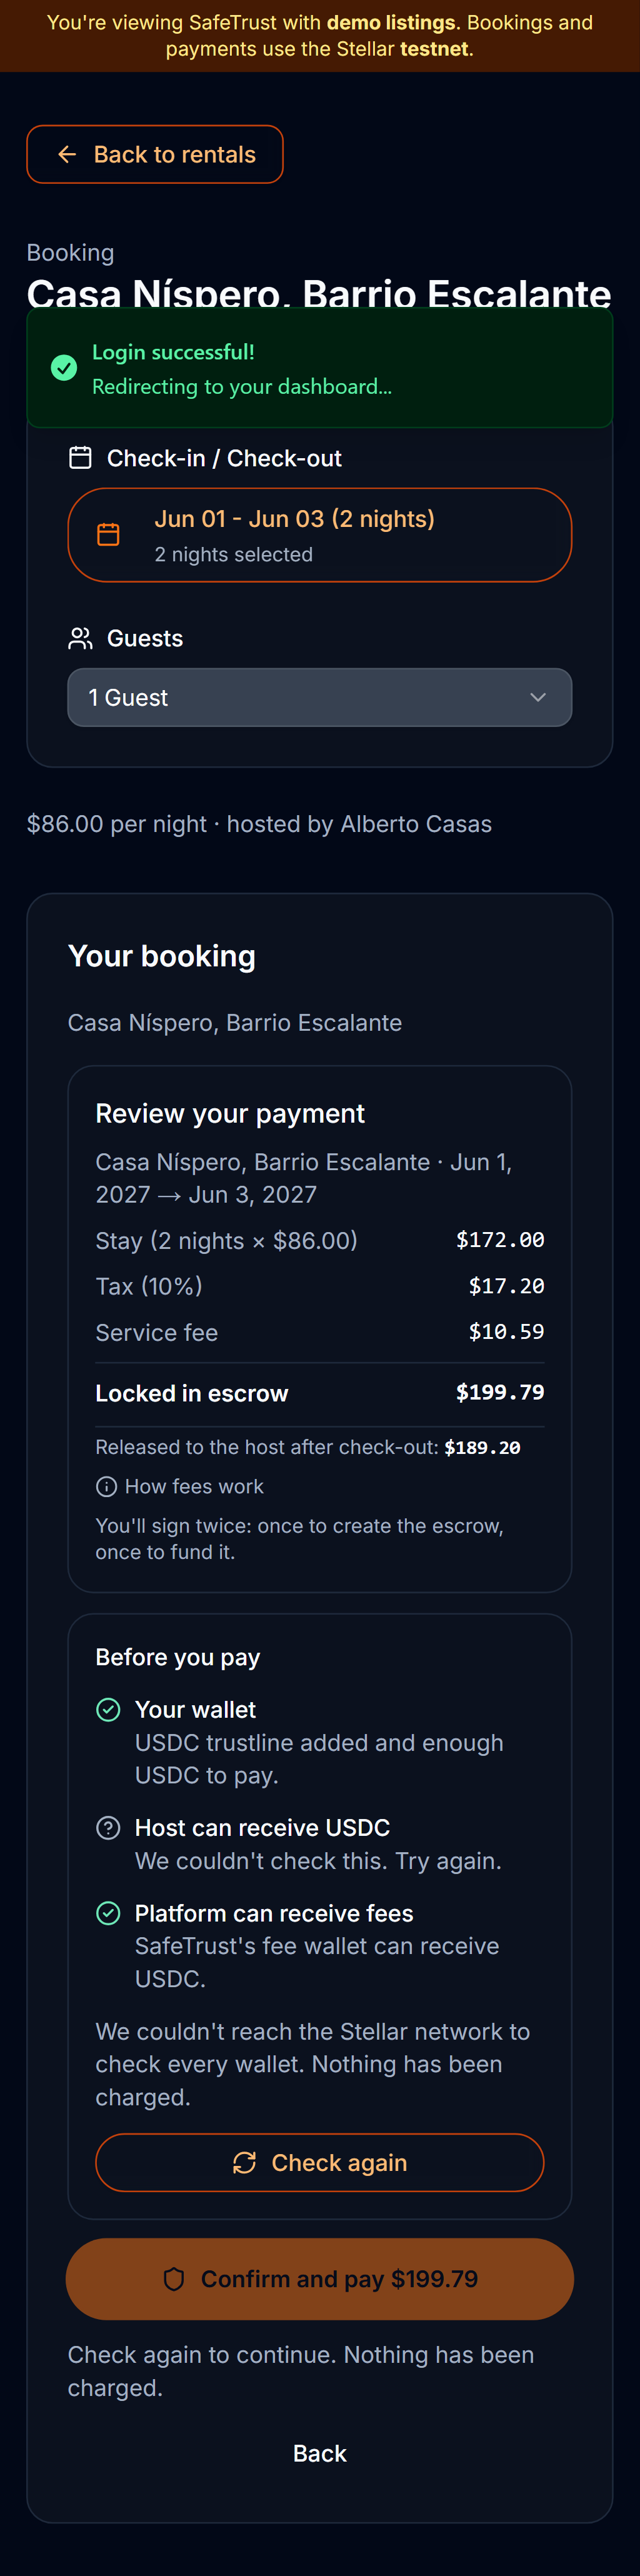 You're viewing SafeTrust with demo listings. Bookings and
payments use the Stellar testnet.
Back to rentals
Booking
Casa Níspero, Barrio Escalante
Login successful!
Redirecting to your dashboard...
Check-in / Check-out
Jun 01 - Jun 03 (2 nights)
2 nights selected
Guests
1 Guest
$86.00 per night · hosted by Alberto Casas
Your booking
Casa Níspero, Barrio Escalante
Review your payment
Casa Níspero, Barrio Escalante · Jun 1,
2027 → Jun 3, 2027
Stay (2 nights × $86.00) $172.00
Tax (10%) $17.20
Service fee $10.59
Locked in escrow $199.79
Released to the host after check-out: $189.20
How fees work
You'll sign twice: once to create the escrow,
once to fund it.
Before you pay
Your wallet
USDC trustline added and enough
USDC to pay.
Host can receive USDC
We couldn't check this. Try again.
Platform can receive fees
SafeTrust's fee wallet can receive
USDC.
We couldn't reach the Stellar network to
check every wallet. Nothing has been
charged.
Check again
Confirm and pay $199.79
Check again to continue. Nothing has been
charged.
Back